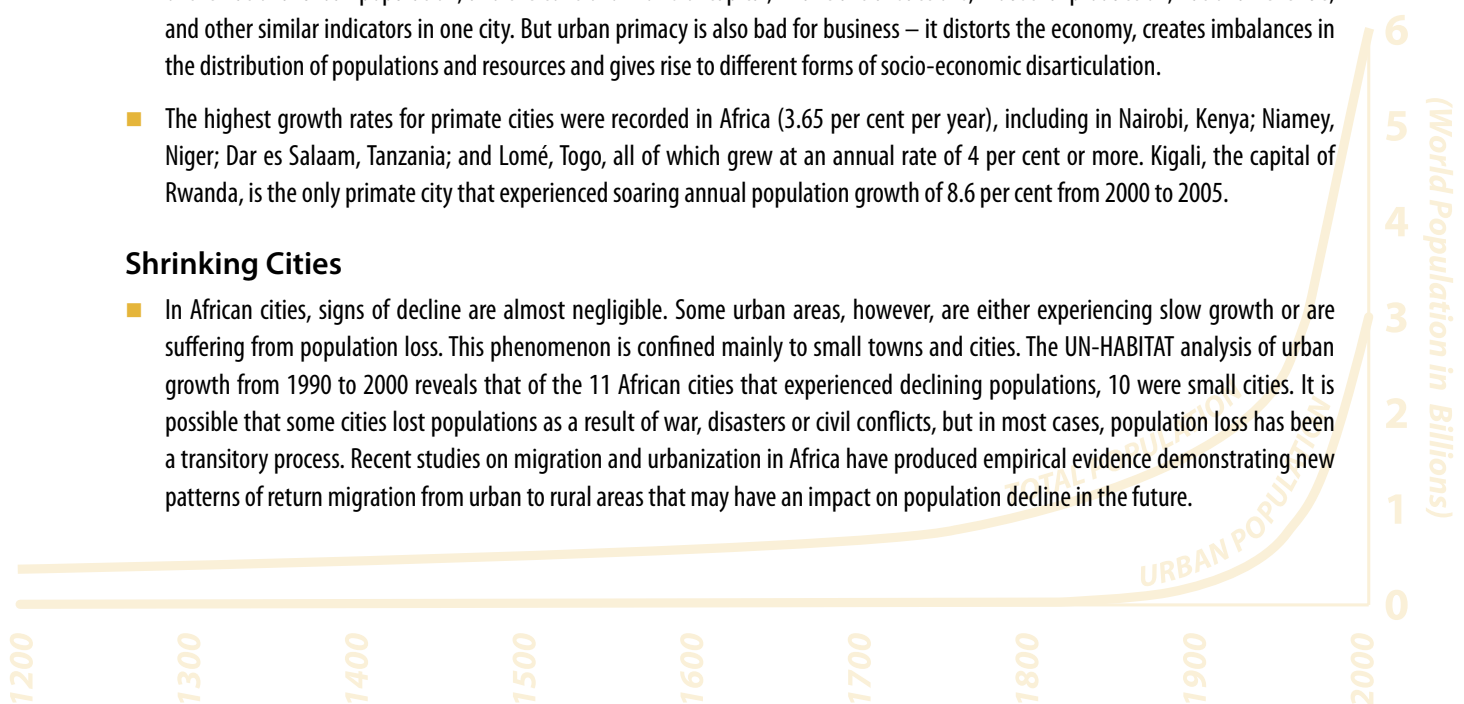 and other similar indicators in one city. But urban primacy is also bad for business – it distorts the economy, creates imbalances in
the distribution of populations and resources and gives rise to different forms of socio-economic disarticulation.
■ The highest growth rates for primate cities were recorded in Africa (3.65 per cent per year), including in Nairobi, Kenya; Niamey,
Niger; Dar es Salaam, Tanzania; and Lomé, Togo, all of which grew at an annual rate of 4 per cent or more. Kigali, the capital of
Rwanda, is the only primate city that experienced soaring annual population growth of 8.6 per cent from 2000 to 2005.
Shrinking Cities
■ In African cities, signs of decline are almost negligible. Some urban areas, however, are either experiencing slow growth or are
suffering from population loss. This phenomenon is confined mainly to small towns and cities. The UN-HABITAT analysis of urban
growth from 1990 to 2000 reveals that of the 11 African cities that experienced declining populations, 10 were small cities. It is
possible that some cities lost populations as a result of war, disasters or civil conflicts, but in most cases, population loss has been
a transitory process. Recent studies on migration and urbanization in Africa have produced empirical evidence demonstrating new
patterns of return migration from urban to rural areas that may have an impact on population decline in the future.
TOTAL POPULATION
URBAN POPULATION
6
5
4
3
2
1
0
(World Population in Billions)
1200
1300
1400
1500
1600
1700
1800
1900
2000